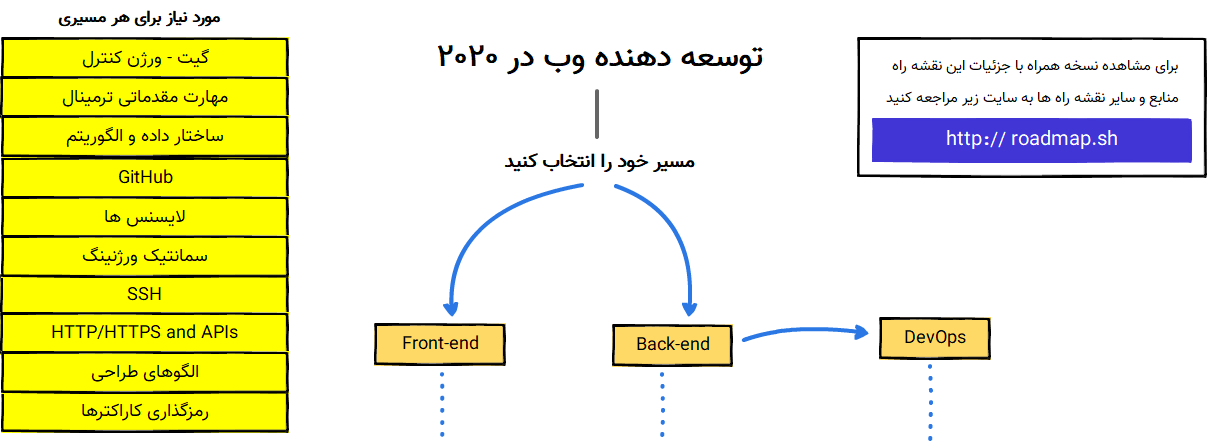 مورد نیاز برای هر مسیری
گیت - ورژن کنترل
مهارت مقدماتی ترمینال
ساختار داده و الگوریتم
GitHub
لایسنس ها
سمانتیک ورژنینگ
SSH
HTTP/HTTPS and APIs
الگوهای طراحی
رمزگذاری کاراکترها
توسعه دهنده وب در ۲۰۲۰
مسیر خود را انتخاب کنید
برای مشاهده نسخه همراه با جزئیات این نقشه راه
منابع و سایر نقشه راه ها به سایت زیر مراجعه کنید
http:// roadmap.sh
Front-end
Back-end
DevOps